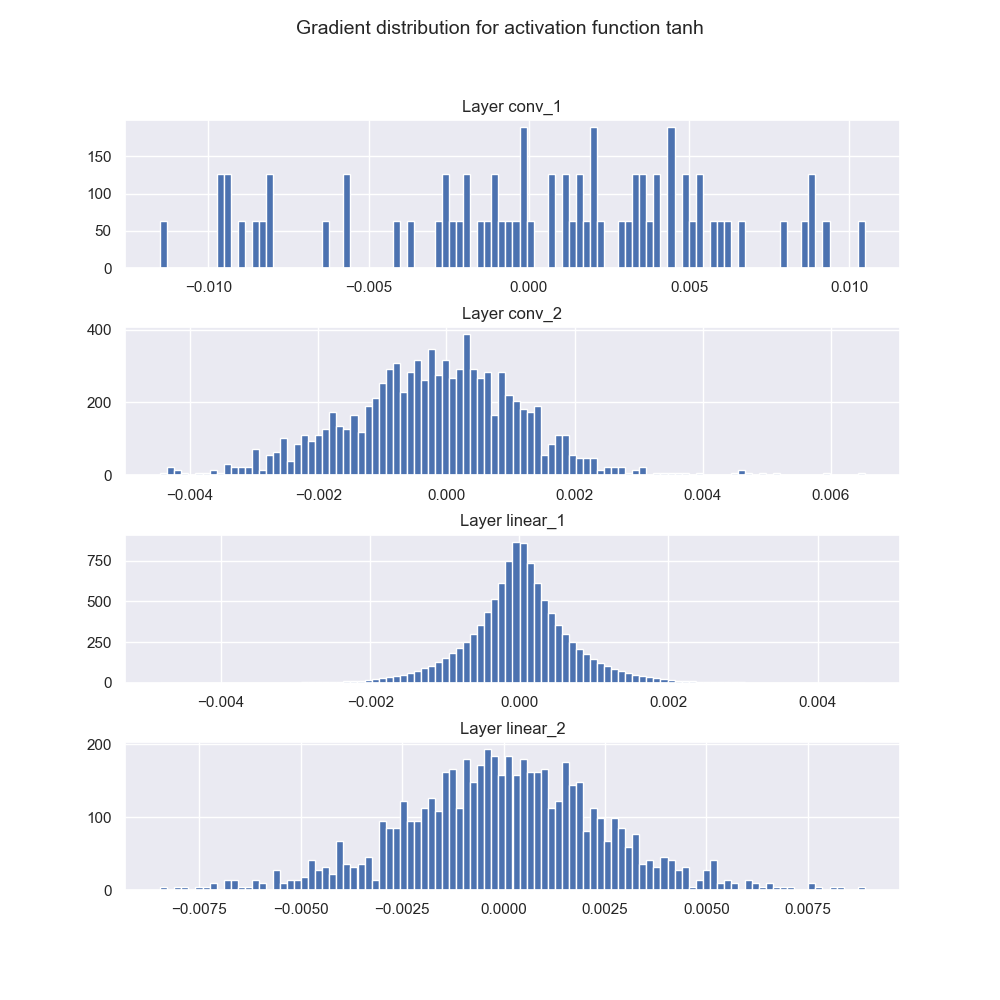 Gradient distribution for activation function tanh
Layer conv_1
150
100
50
0
−0.010 −0.005 0.000 0.005 0.010
Layer conv_2
400
200
0
−0.004 −0.002 0.000 0.002 0.004 0.006
Layer linear_1
750
500
250
0
−0.004 −0.002 0.000 0.002 0.004
Layer linear_2
200
100
0
−0.0075 −0.0050 −0.0025 0.0000 0.0025 0.0050 0.0075